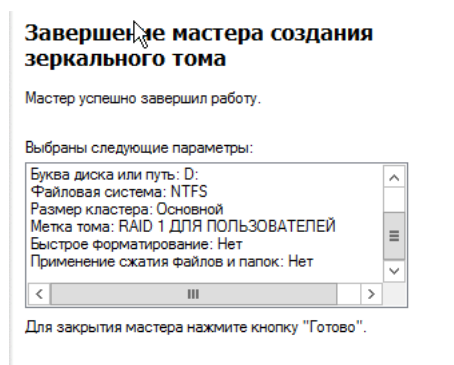 Завершение мастера создания
зеркального тома
Мастер успешно завершил работу.
Выбраны следующие параметры:
Буква диска или путь: D:
Файловая система: NTFS
Размер кластера: Основной
Метка тома: RAID 1 ДЛЯ ПОЛЬЗОВАТЕЛЕЙ
Быстрое форматирование: Нет
Применение сжатия файлов и папок: Нет
Для закрытия мастера нажмите кнопку "Готово".